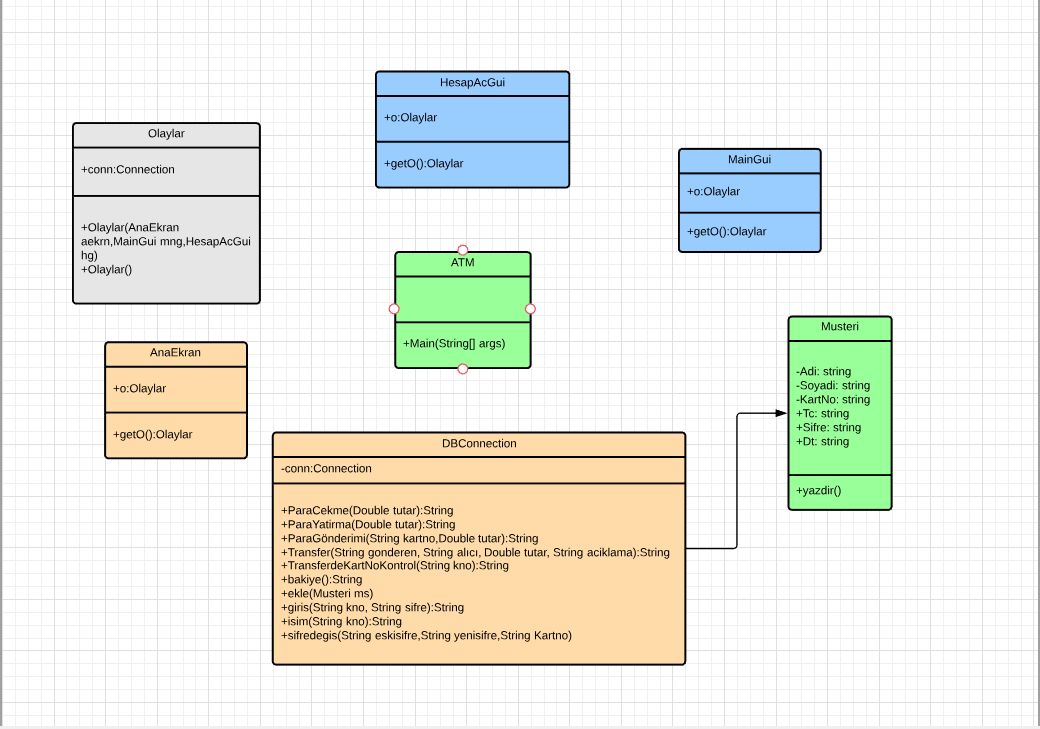 HesapAcGui
+o:Olaylar
+getO():Olaylar
Olaylar
+conn:Connection
+Olaylar(AnaEkran
aekrn,MainGui mng,HesapAcGui
hg)
+Olaylar()
MainGui
+o:Olaylar
+getO():Olaylar
ATM
+Main(String[] args)
Musteri
-Adi: string
-Soyadi: string
-KartNo: string
+Tc: string
+Sifre: string
+Dt: string
+yazdir()
AnaEkran
+o:Olaylar
+getO():Olaylar
DBConnection
-conn:Connection
+ParaCekme(Double tutar):String
+ParaYatirma(Double tutar):String
+ParaGönderimi(String kartno,Double tutar):String
+Transfer(String gonderen, String alıcı, Double tutar, String aciklama):String
+TransferdeKartNoKontrol(String kno):String
+bakiye():String
+ekle(Musteri ms)
+giris(String kno, String sifre):String
+isim(String kno):String
+sifredegis(String eskisifre,String yenisifre,String Kartno)